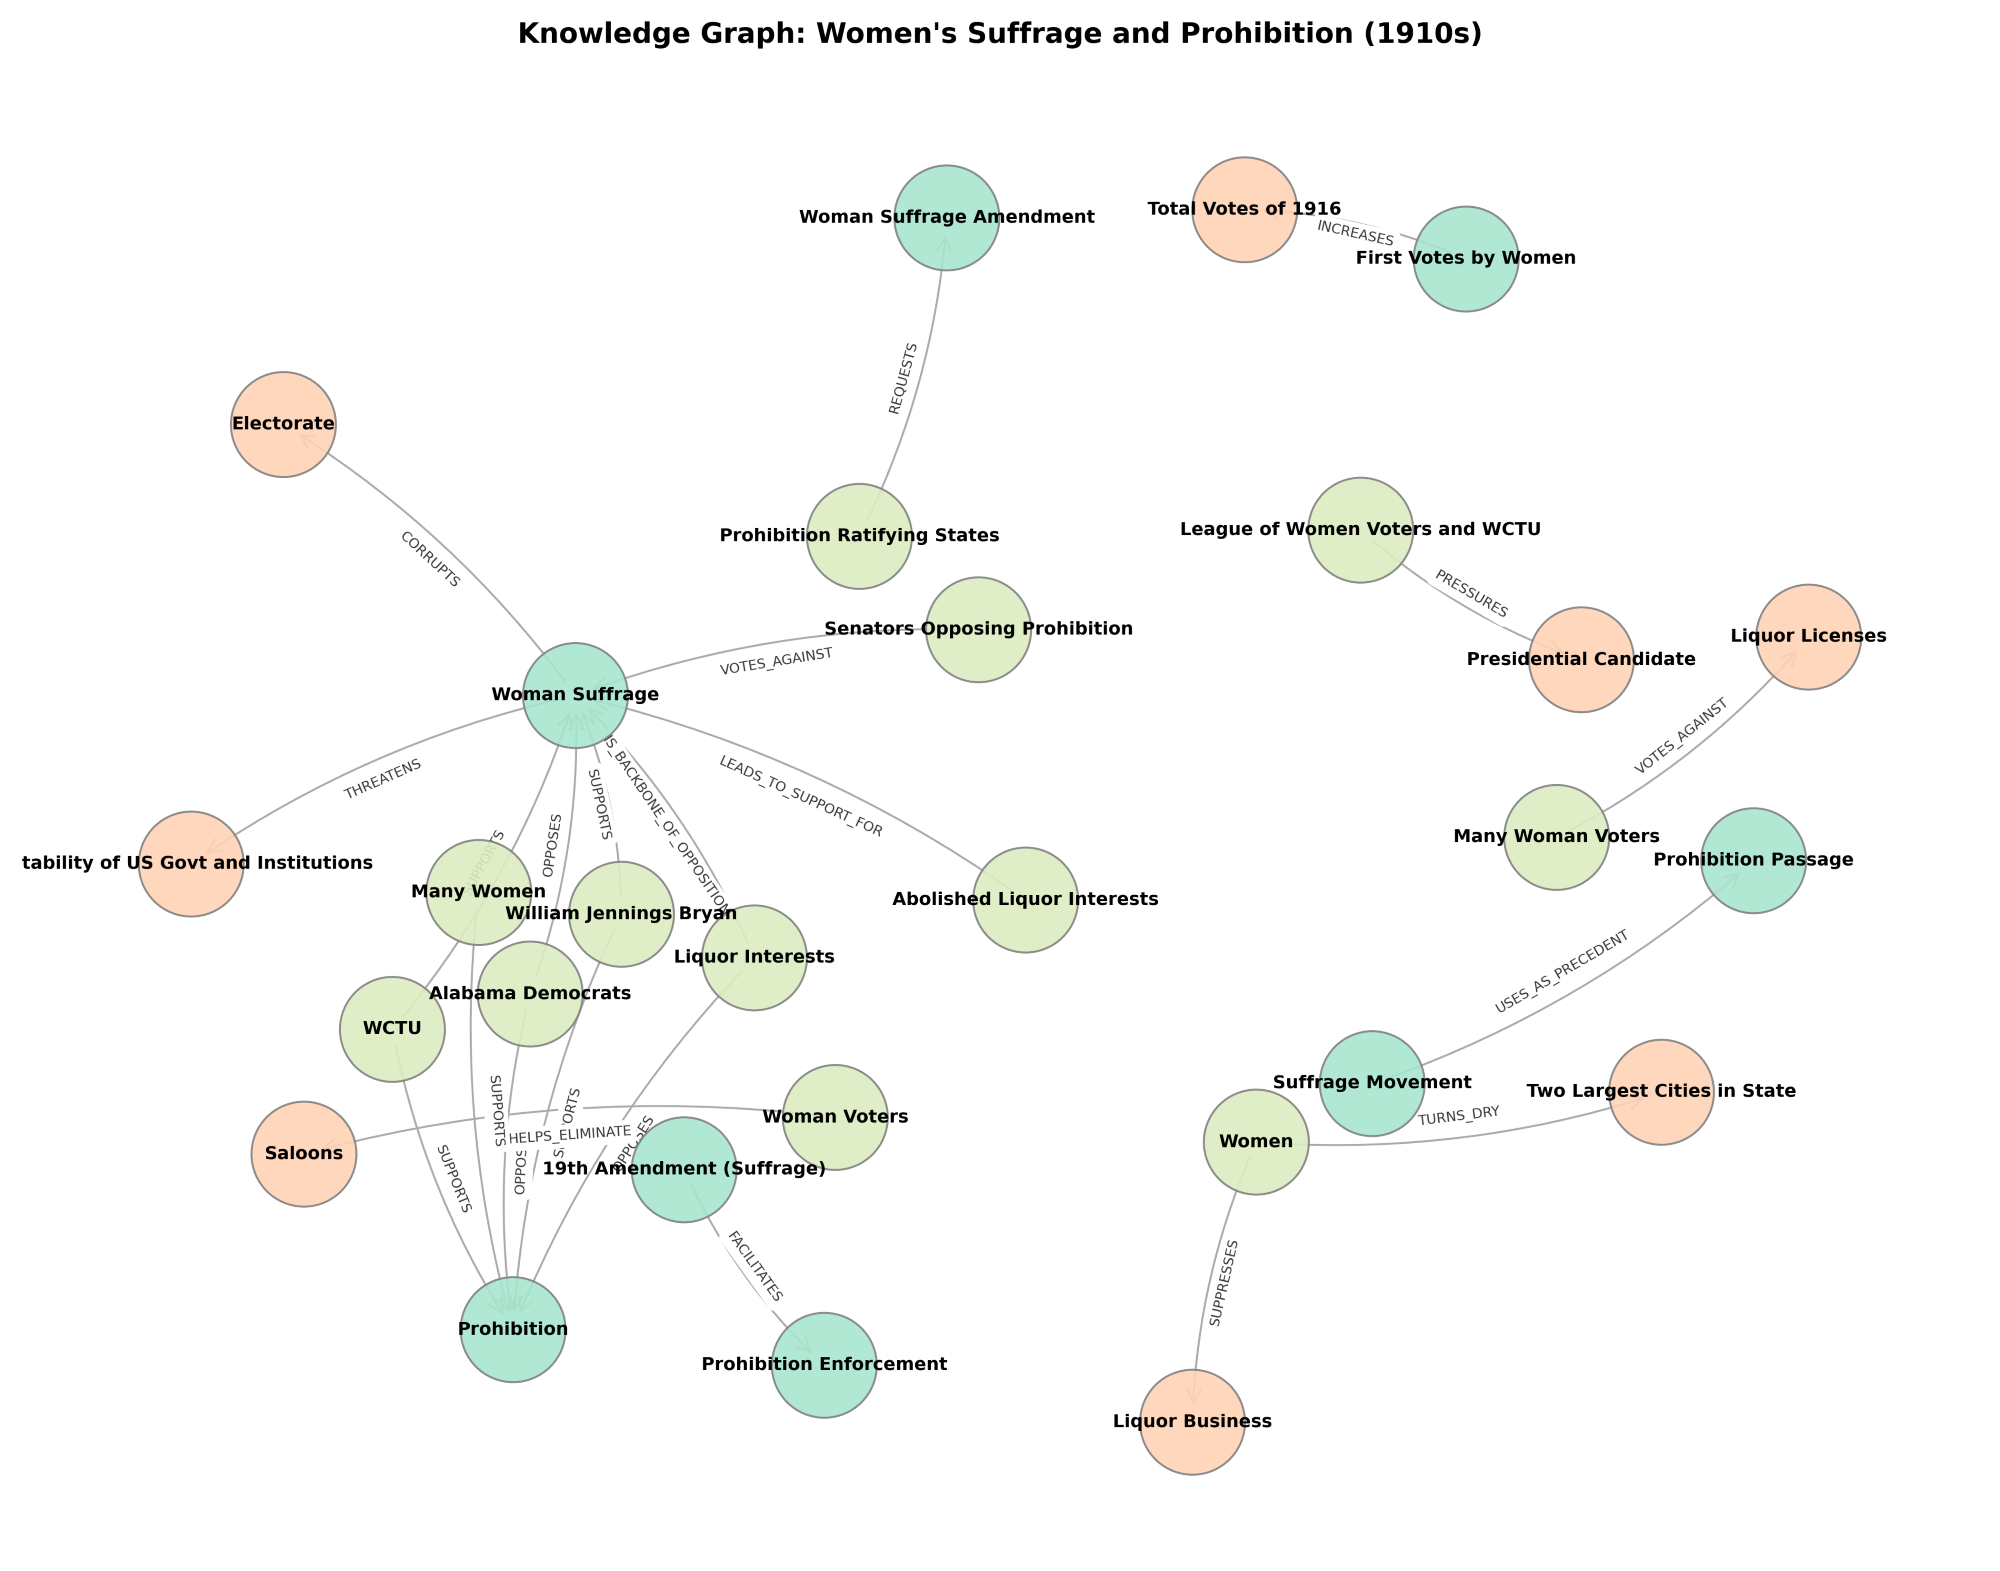 Knowledge Graph: Women's Suffrage and Prohibition (1910s)
Woman Suffrage Amendment
Total Votes of 1916
INCREASES
First Votes by Women
REQUESTS
Electorate
CORRUPTS
Prohibition Ratifying States
League of Women Voters and WCTU
PRESSURES
Senators Opposing Prohibition
VOTES_AGAINST
Presidential Candidate
Liquor Licenses
Woman Suffrage
VOTES_AGAINST
THREATENS
SUPPORTS
LEADS_TO_SUPPORT_FOR
OPPOSES
Many Woman Voters
Prohibition Passage
tability of US Govt and Institutions
Many Women
William Jennings Bryan
Abolished Liquor Interests
Liquor Interests
Alabama Democrats
USES_AS_PRECEDENT
WCTU
Suffrage Movement
Two Largest Cities in State
SUPPORTS
Woman Voters
TURNS_DRY
HELPS_ELIMINATE
Women
Saloons
19th Amendment (Suffrage)
SUPPORTS
FACILITATES
SUPPRESSES
Prohibition
Prohibition Enforcement
Liquor Business